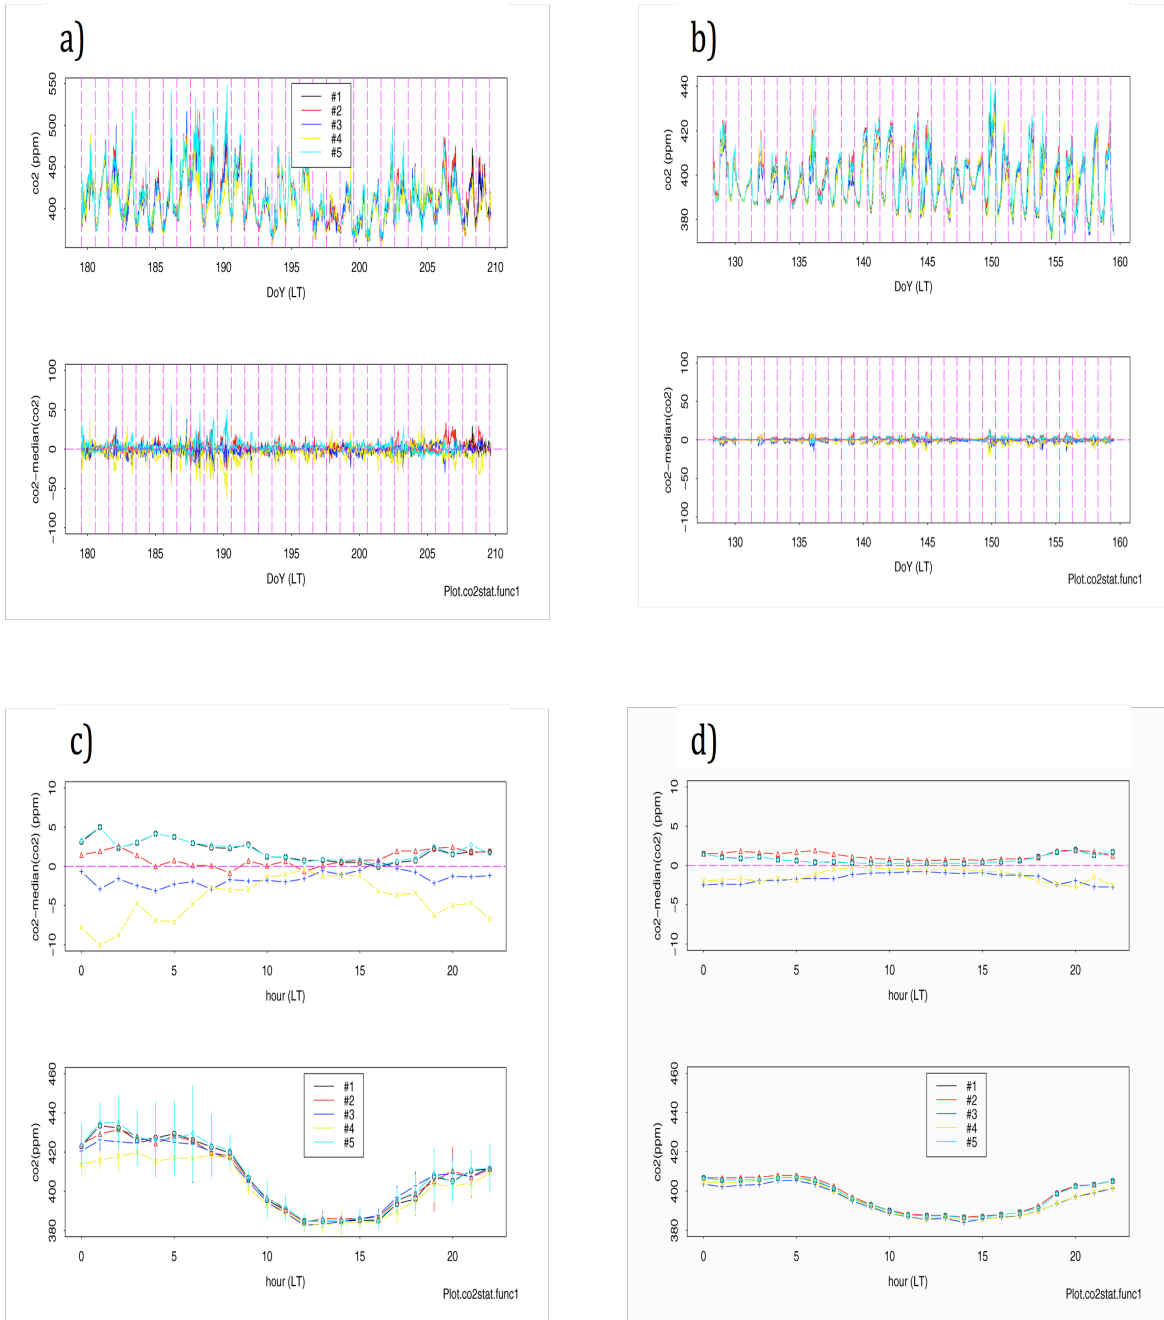 a)
co2 (ppm)
550
500
450
400
#1
#2
#3
#4
#5
180 185 190 195 200 205 210
DoY (LT)
co2−median(co2)
100
50
0
−50
−100
180 185 190 195 200 205 210
DoY (LT)
Plot.co2stat.func1
b)
co2 (ppm)
440
420
400
380
130 135 140 145 150 155 160
DoY (LT)
co2−median(co2)
100
50
0
−50
−100
130 135 140 145 150 155 160
DoY (LT)
Plot.co2stat.func1
c)
co2−median(co2) (ppm)
10
5
0
−5
−10
0 5 10 15 20
hour (LT)
co2(ppm)
460
440
420
400
380
#1
#2
#3
#4
#5
0 5 10 15 20
hour (LT)
Plot.co2stat.func1
d)
co2−median(co2) (ppm)
10
5
0
−5
−10
0 5 10 15 20
hour (LT)
co2(ppm)
460
440
420
400
380
#1
#2
#3
#4
#5
0 5 10 15 20
hour (LT)
Plot.co2stat.func1